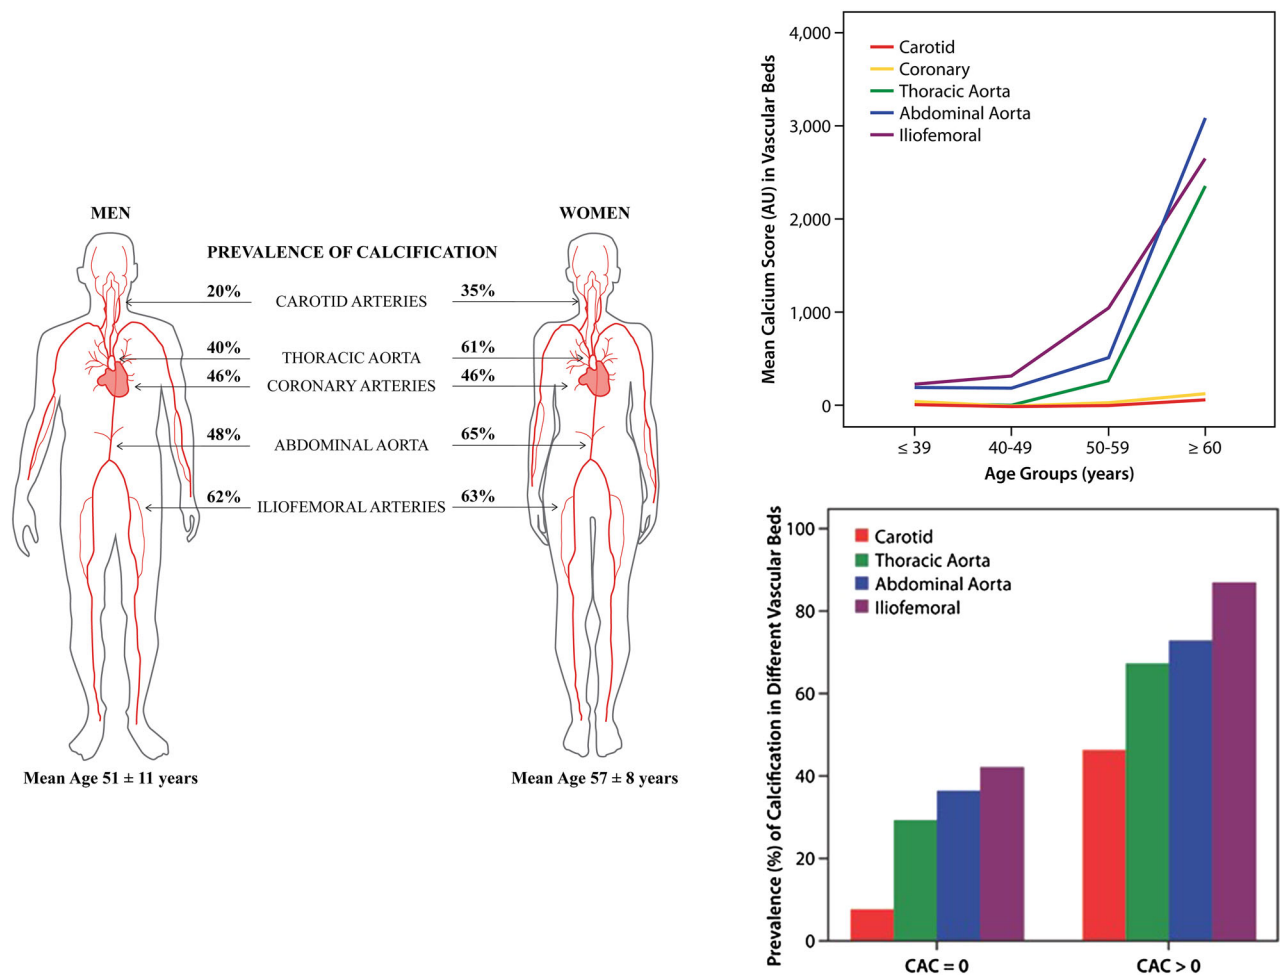 MEN
WOMEN
PREVALENCE OF CALCIFICATION
20% CAROTID ARTERIES 35%
40% THORACIC AORTA 61%
46% CORONARY ARTERIES 46%
48% ABDOMINAL AORTA 65%
62% ILIOFEMORAL ARTERIES 63%
Mean Age 51 ± 11 years
Mean Age 57 ± 8 years
Mean Calcium Score (AU) in Vascular Beds
4,000
3,000
2,000
1,000
0
Carotid
Coronary
Thoracic Aorta
Abdominal Aorta
Iliofemoral
≤ 39 40-49 50-59 ≥ 60
Age Groups (years)
Prevalence (%) of Calcification in Different Vascular Beds
100
80
60
40
20
0
Carotid
Thoracic Aorta
Abdominal Aorta
Iliofemoral
CAC = 0 CAC > 0